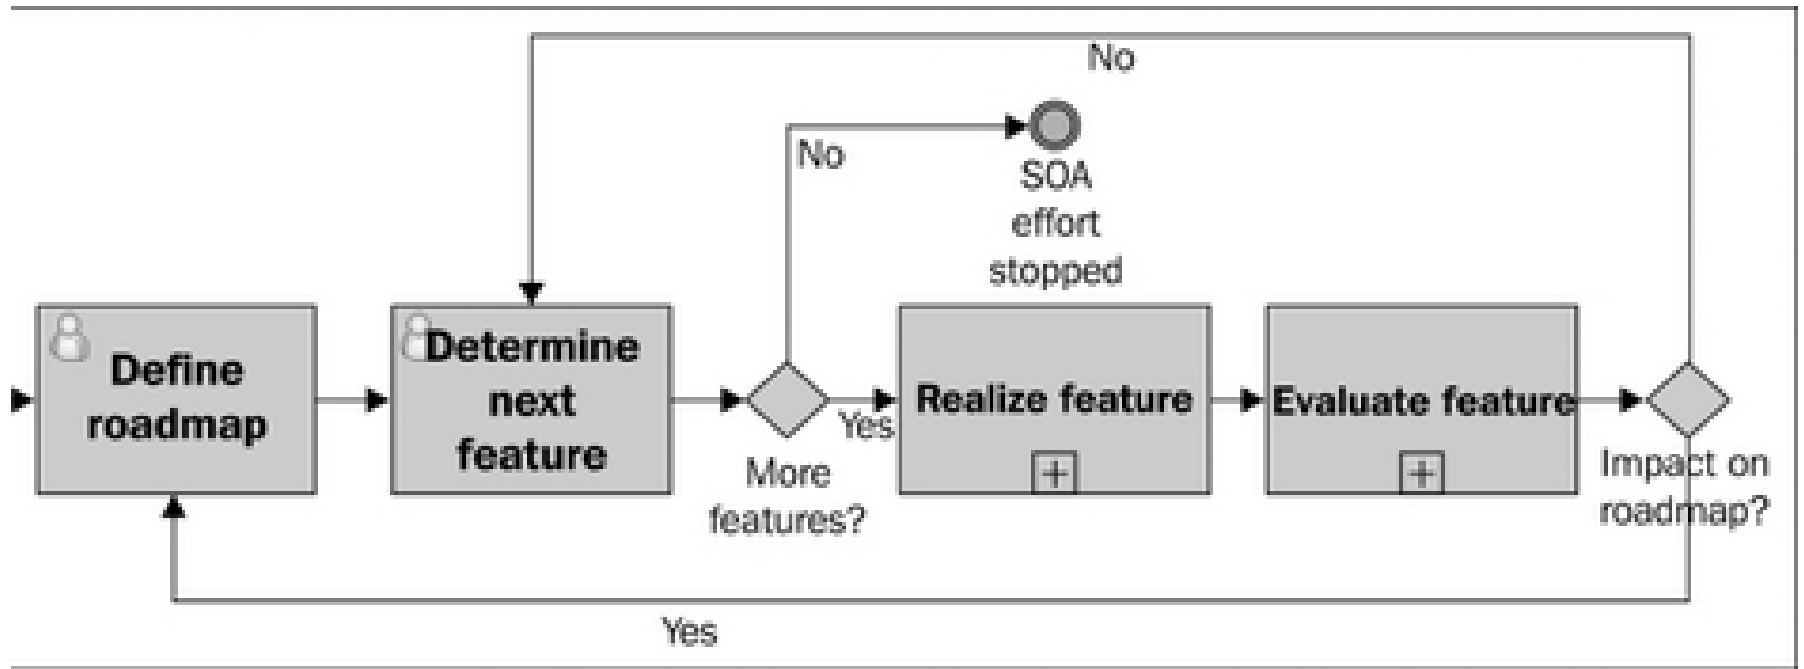 No
No
SOA
effort
stopped
Define
roadmap
Determine
next
feature
Yes
More
features?
Realize feature
Evaluate feature
Impact on
roadmap?
Yes